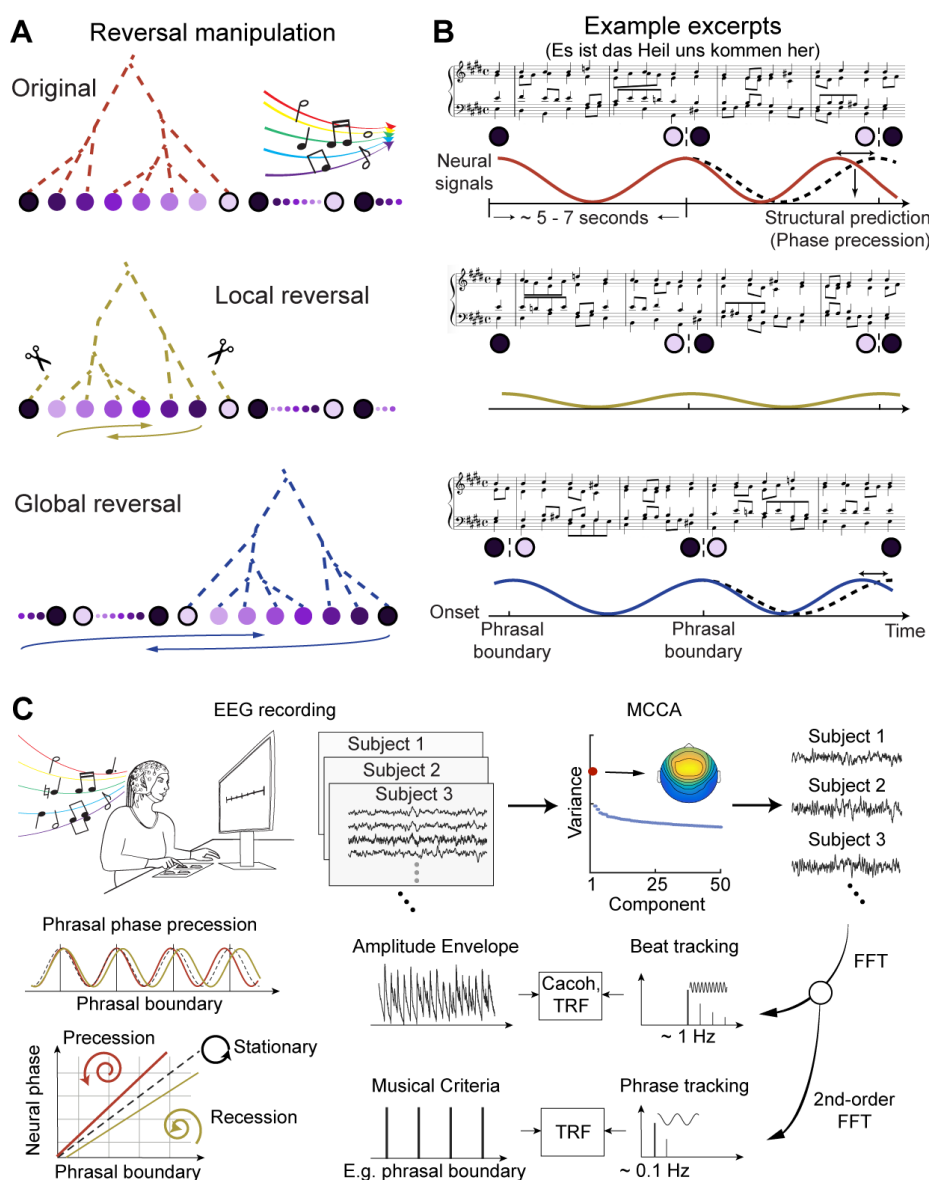 A
Reversal manipulation
Original
Local reversal
Global reversal
B
Example excerpts
(Es ist das Heil uns kommen her)
Neural
signals
~ 5 - 7 seconds
Structural prediction
(Phase precession)
Onset
Phrasal
boundary
Phrasal
boundary
Time
C
EEG recording
Subject 1
Subject 2
Subject 3
MCCA
Variance
1
25
50
Component
Subject 1
Subject 2
Subject 3
Phrasal phase precession
Phrasal boundary
Neural phase
Precession
Stationary
Recession
Phrasal boundary
Amplitude Envelope
Cacoh,
TRF
Beat tracking
~ 1 Hz
FFT
Musical Criteria
E.g. phrasal boundary
TRF
Phrase tracking
~ 0.1 Hz
2nd-order
FFT